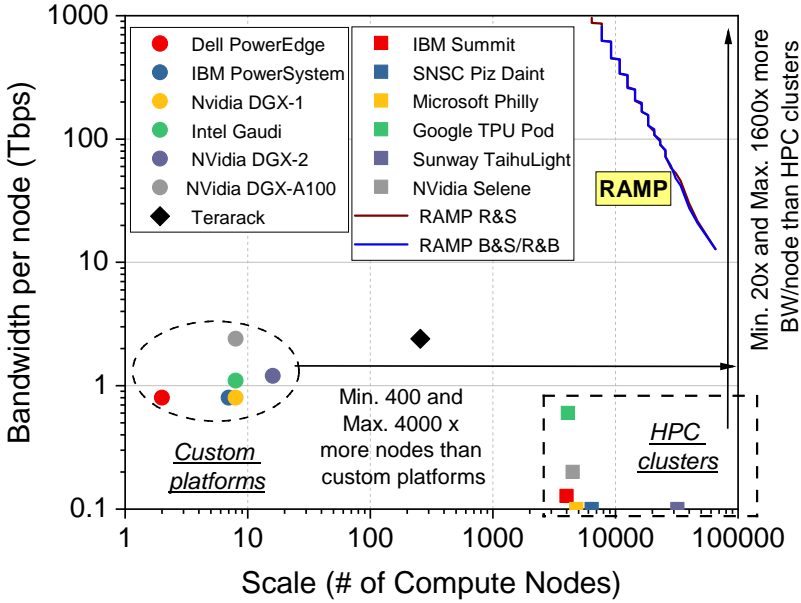 Bandwidth per node (Tbps)
1000
100
10
1
0.1
Dell PowerEdge
IBM PowerSystem
Nvidia DGX-1
Intel Gaudi
NVidia DGX-2
NVidia DGX-A100
Terarack
IBM Summit
SNSC Piz Daint
Microsoft Philly
Google TPU Pod
Sunway TaihuLight
NVidia Selene
RAMP R&S
RAMP B&S/R&B
RAMP
Min. 20x and Max. 1600x more
BW/node than HPC clusters
Custom
platforms
Min. 400 and
Max. 4000 x
more nodes than
custom platforms
HPC
clusters
1
10
100
1000
10000
100000
Scale (# of Compute Nodes)